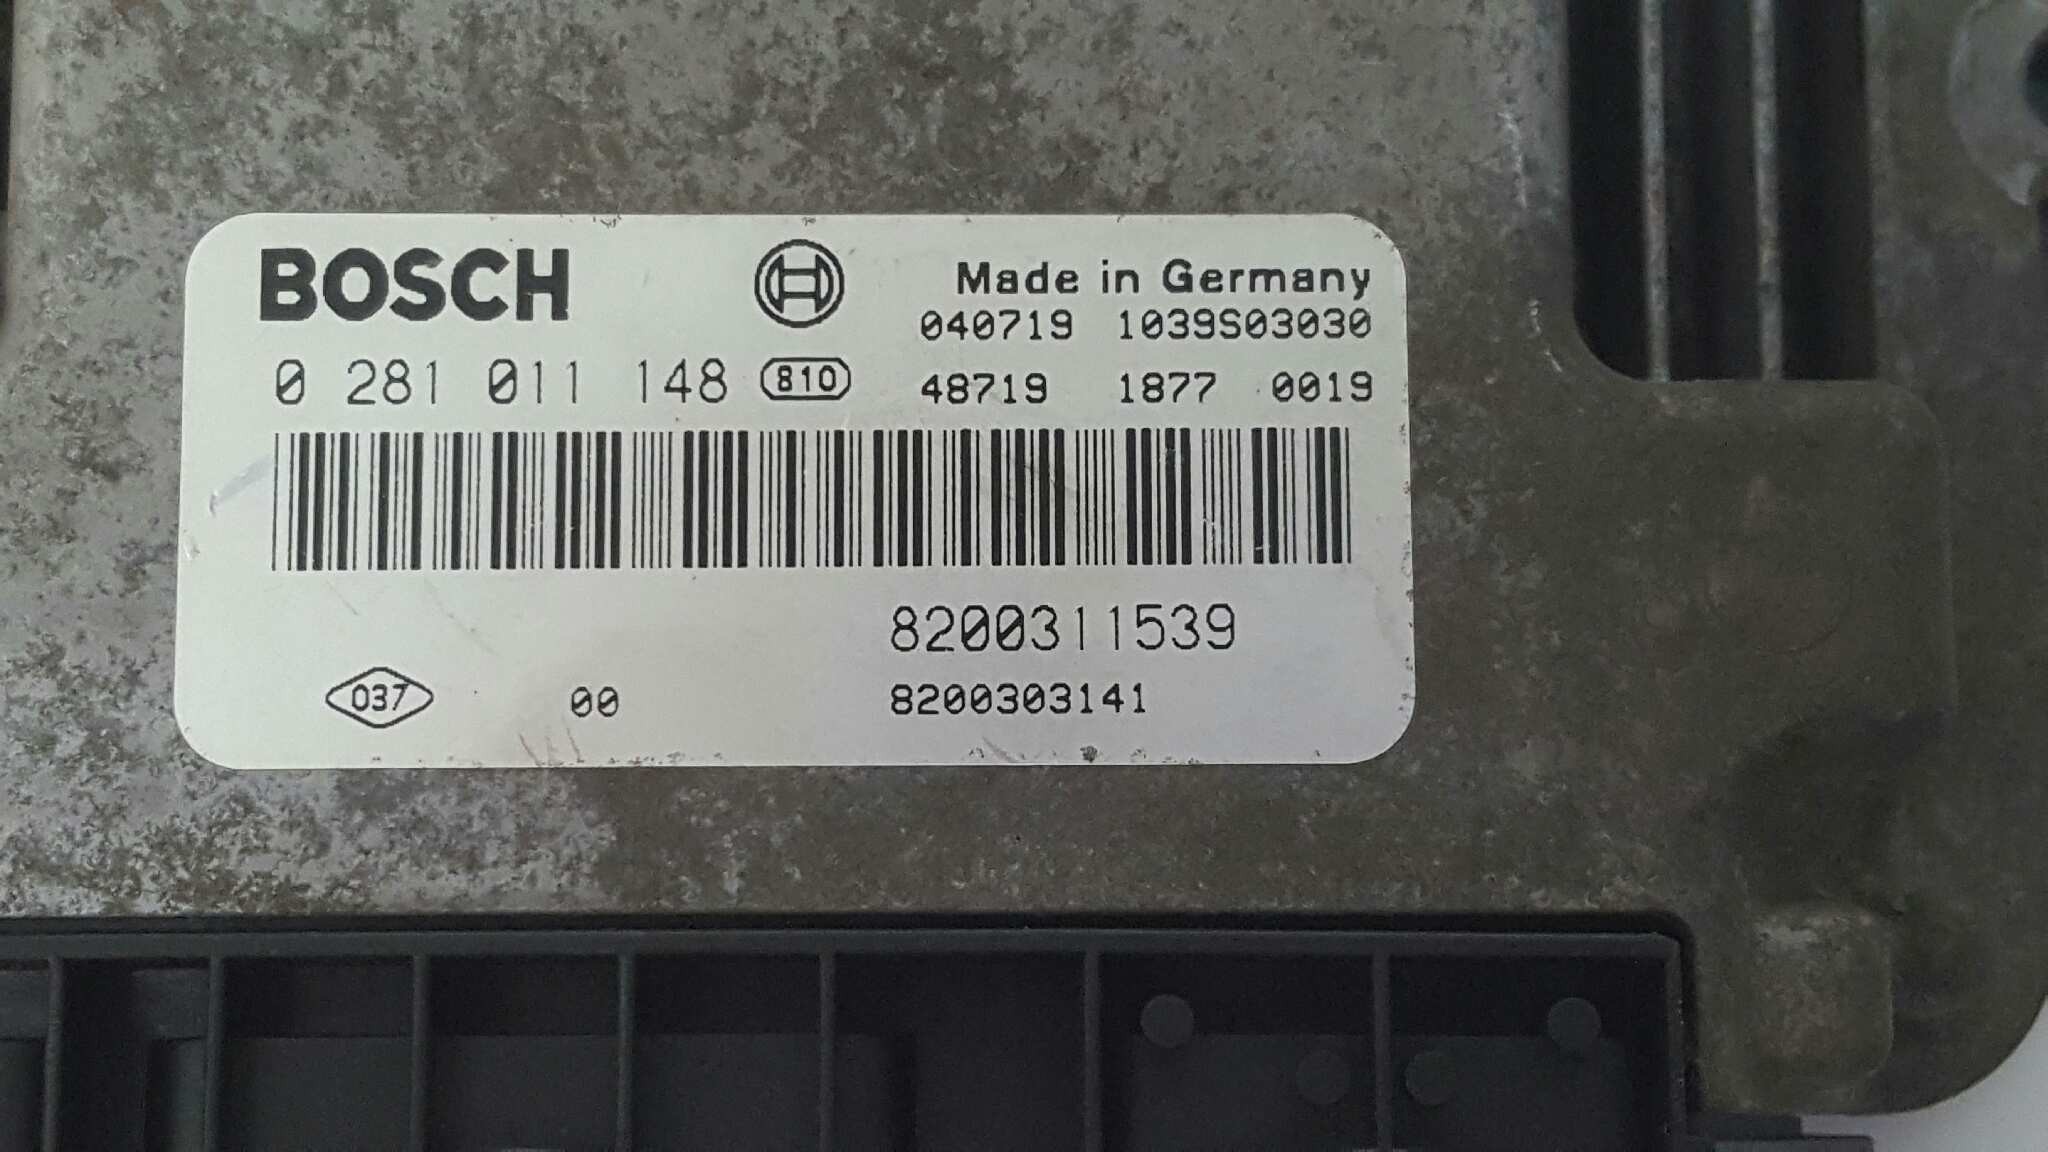 BOSCH
Made in Germany
040719 1039S03030
0 281 011 148 810
48719 1877 0019
8200311539
037 00 8200303141